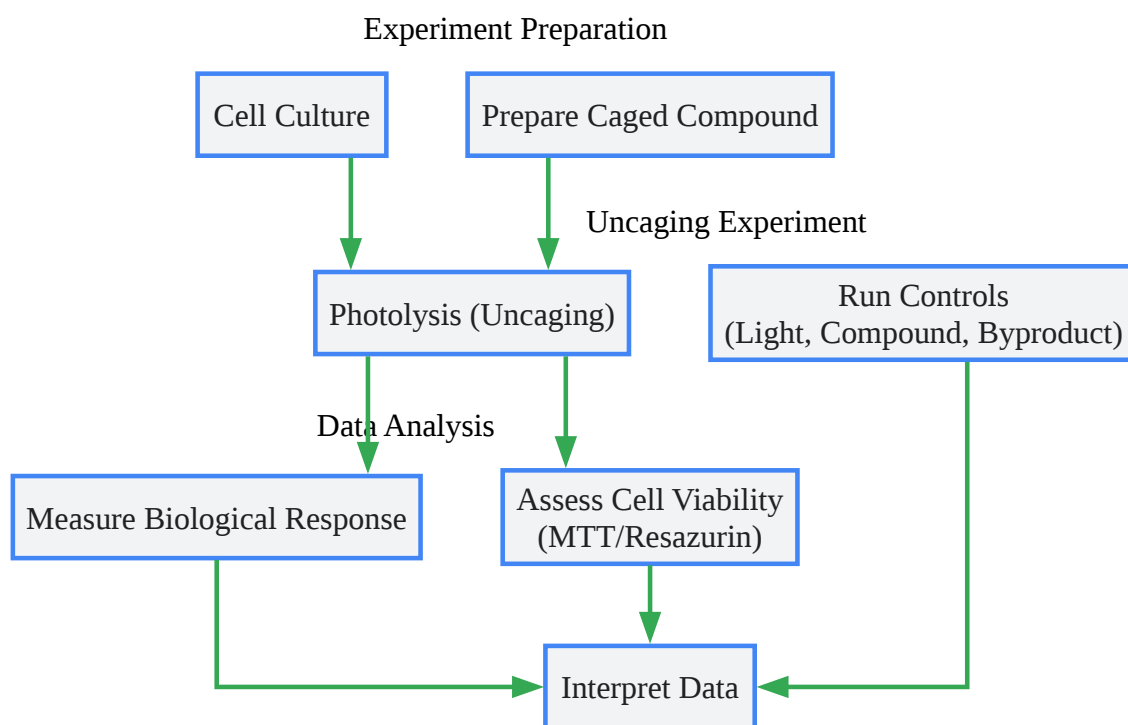 Experiment Preparation
Cell Culture
Prepare Caged Compound
Uncaging Experiment
Photolysis (Uncaging)
Run Controls
(Light, Compound, Byproduct)
Data Analysis
Measure Biological Response
Assess Cell Viability
(MTT/Resazurin)
Interpret Data